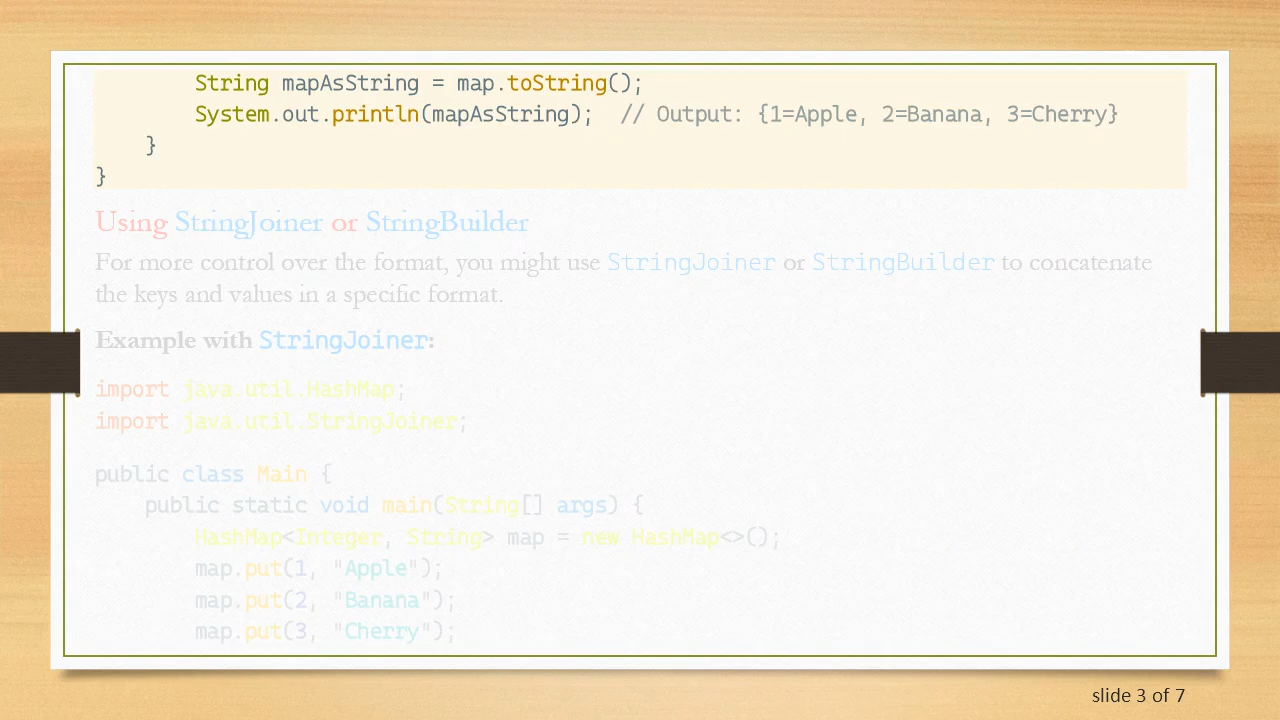 String mapAsString = map.toString();
        System.out.println(mapAsString);  // Output: {1=Apple, 2=Banana, 3=Cherry}
    }
}
Using StringJoiner or StringBuilder
For more control over the format, you might use StringJoiner or StringBuilder to concatenate
the keys and values in a specific format.
Example with StringJoiner:
import java.util.HashMap;
import java.util.StringJoiner;
public class Main {
    public static void main(String[] args) {
        HashMap<Integer, String> map = new HashMap<>();
        map.put(1, "Apple");
        map.put(2, "Banana");
        map.put(3, "Cherry");
slide 3 of 7